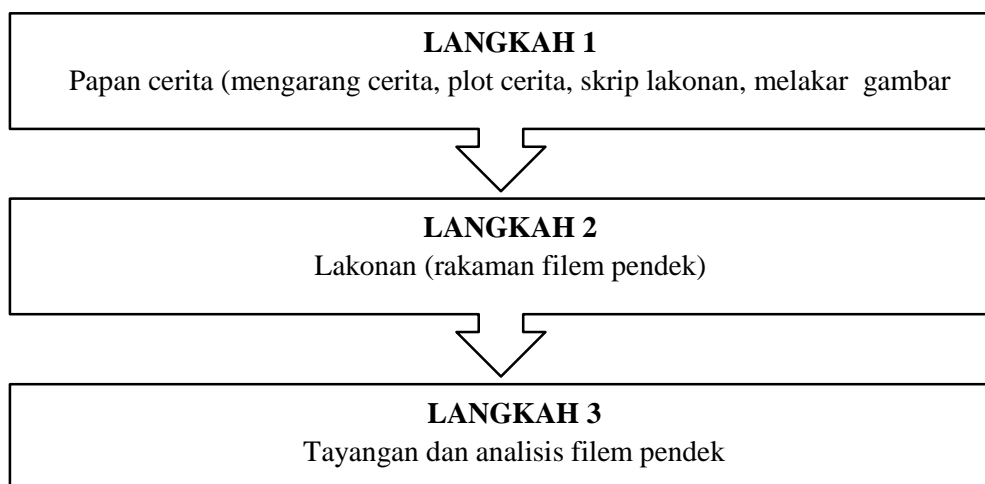 LANGKAH 1
Papan cerita (mengarang cerita, plot cerita, skrip lakonan, melakar gambar
LANGKAH 2
Lakonan (rakaman filem pendek)
LANGKAH 3
Tayangan dan analisis filem pendek